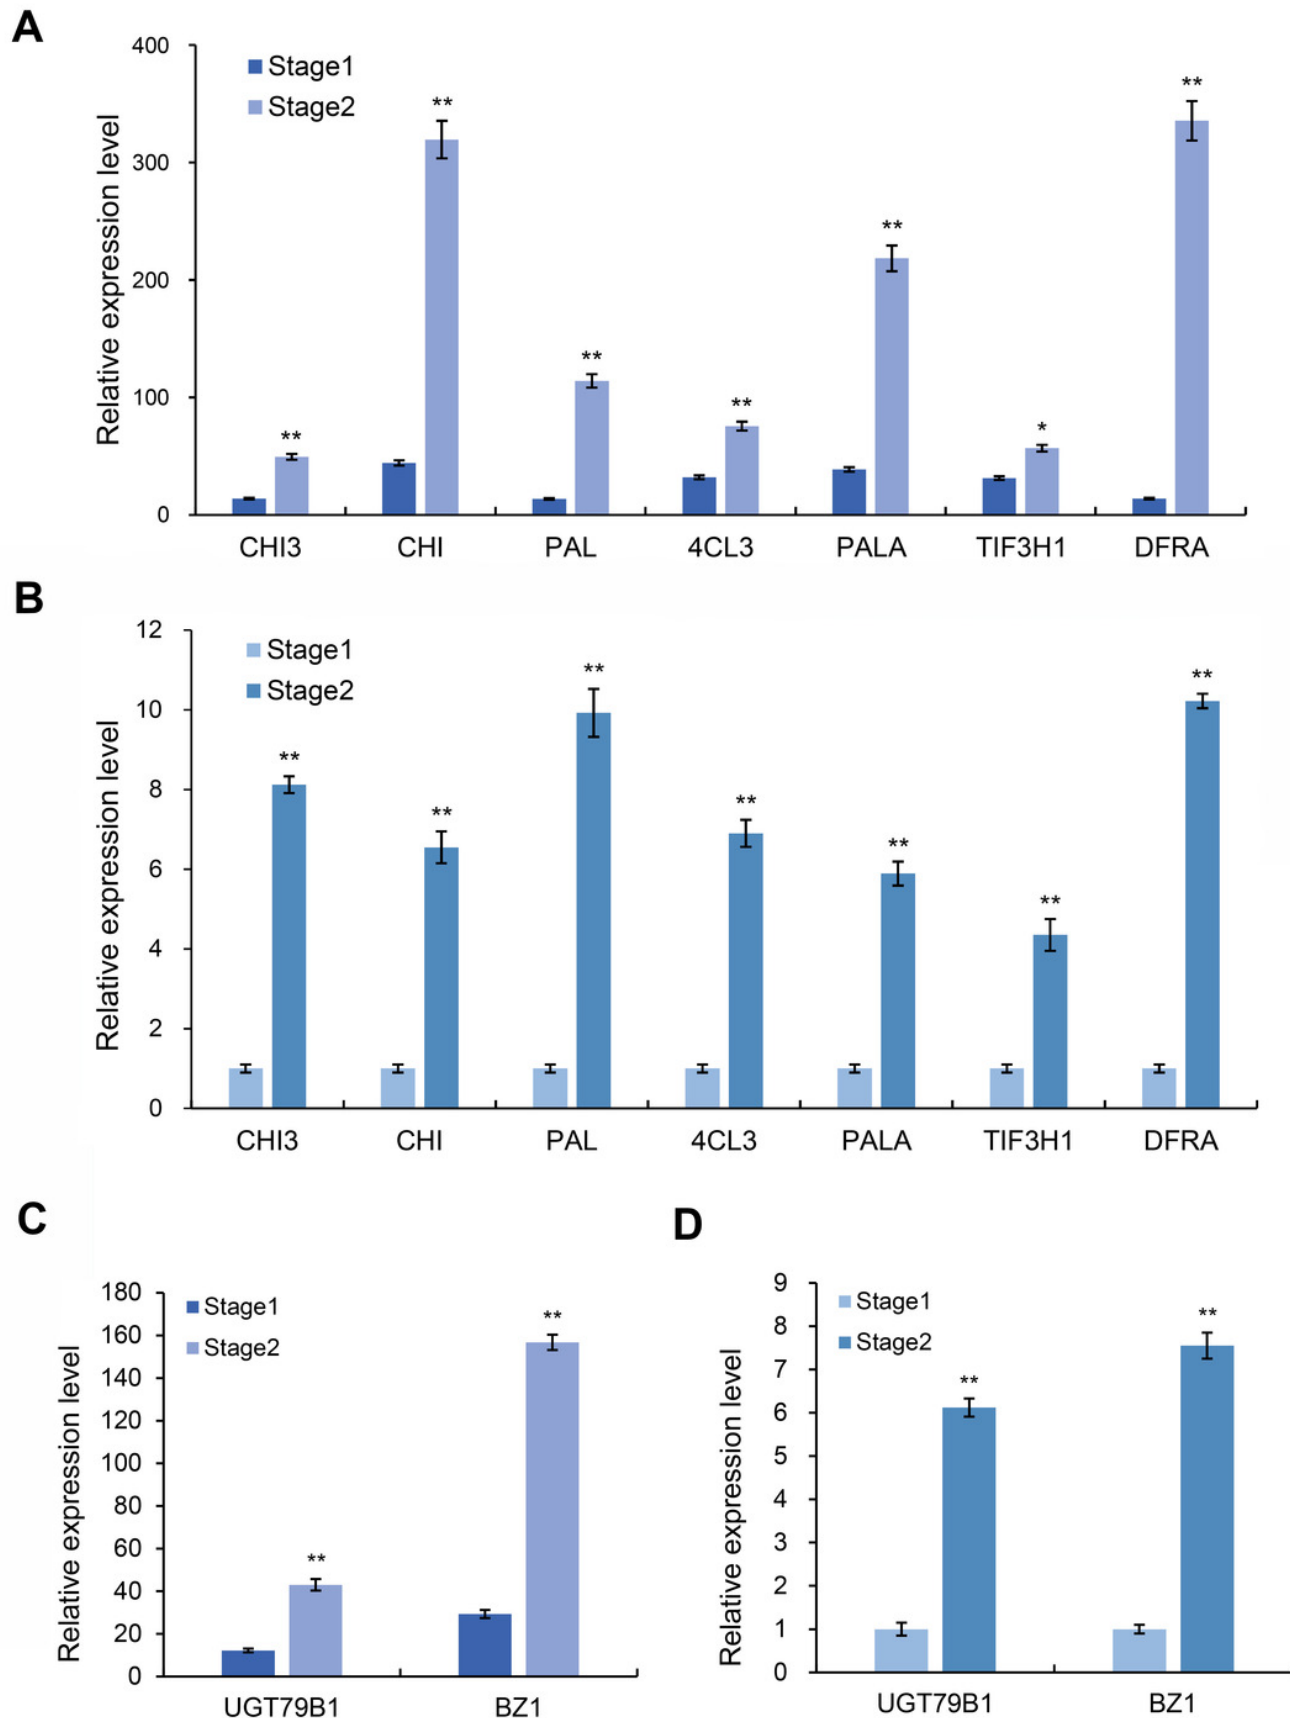 A
Relative expression level
400
300
200
100
0
Stage1
Stage2
**
**
**
**
**
*
**
CHI3 CHI PAL 4CL3 PALA TIF3H1 DFRA
B
Relative expression level
12
10
8
6
4
2
0
Stage1
Stage2
**
**
**
**
**
**
**
CHI3 CHI PAL 4CL3 PALA TIF3H1 DFRA
C
Relative expression level
180
160
140
120
100
80
60
40
20
0
Stage1
Stage2
**
**
UGT79B1 BZ1
D
Relative expression level
9
8
7
6
5
4
3
2
1
0
Stage1
Stage2
**
**
UGT79B1 BZ1